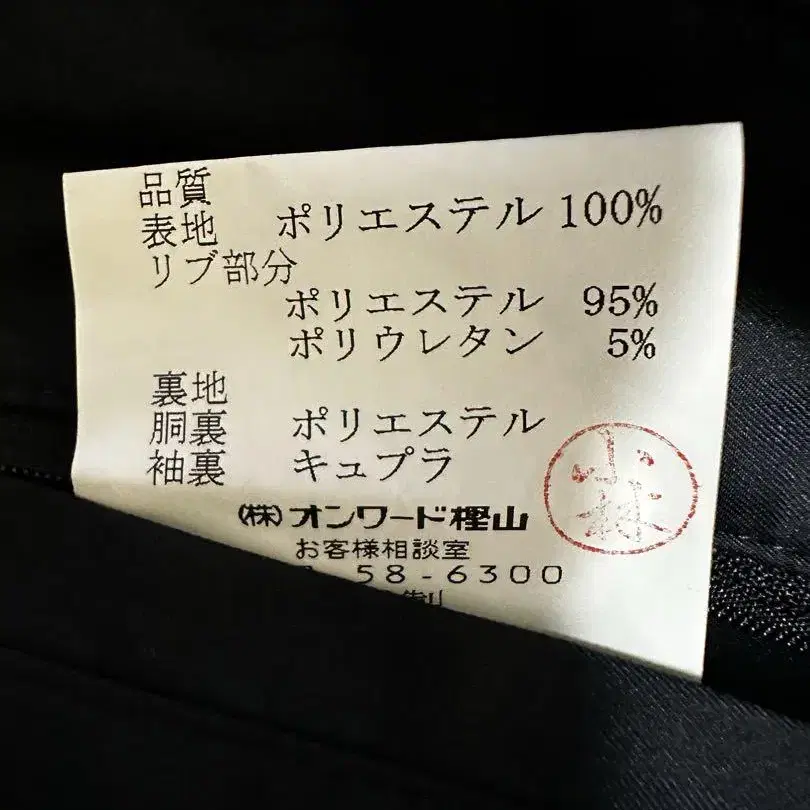 品質
表地 ポリエステル 100%
リブ部分
ポリエステル 95%
ポリウレタン 5%
裏地
胴裏 ポリエステル
袖裏 キュプラ
小林
(株)オンワード樫山
お客様相談室
58-6300